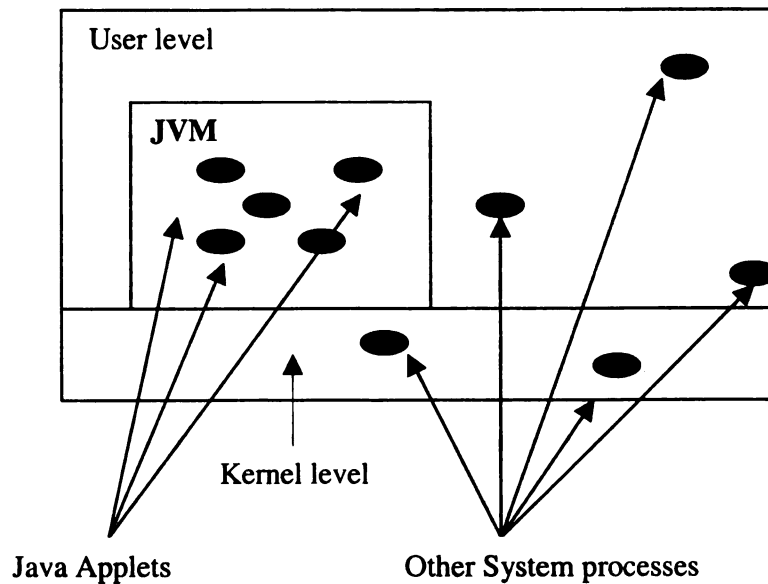 User level
JVM
Kernel level
Java Applets
Other System processes